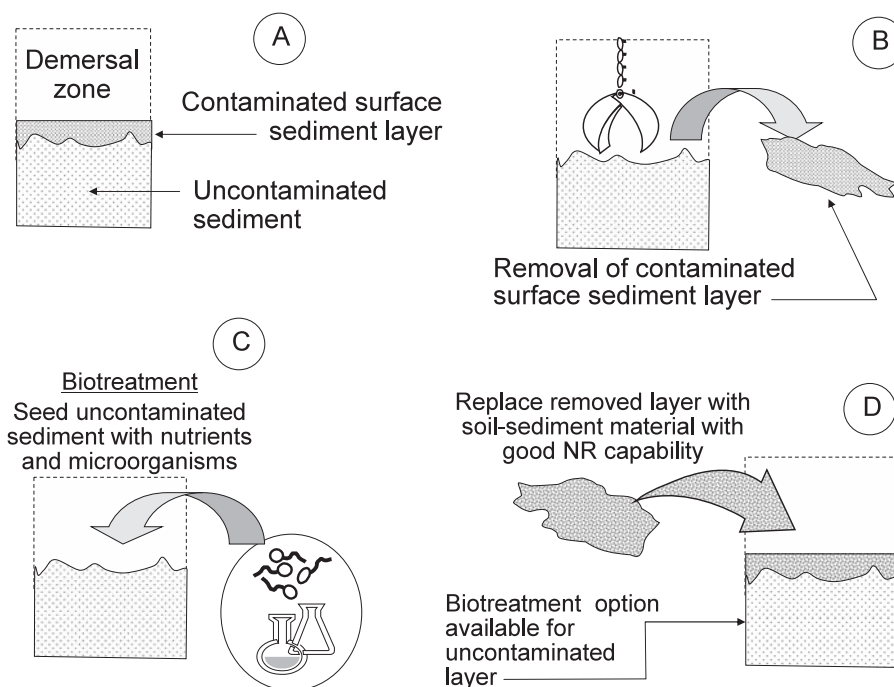 A
Demersal
zone
Contaminated surface
sediment layer
Uncontaminated
sediment
B
Removal of contaminated
surface sediment layer
C
Biotreatment
Seed uncontaminated
sediment with nutrients
and microorganisms
D
Replace removed layer with
soil-sediment material with
good NR capability
Biotreatment option
available for
uncontaminated
layer